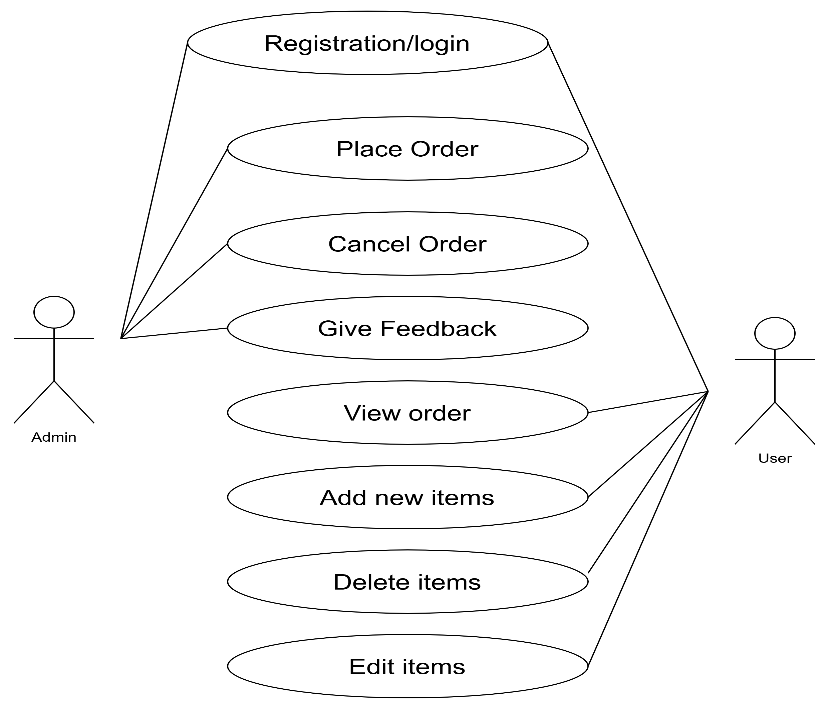 Registration/login
Place Order
Cancel Order
Give Feedback
View order
Add new items
Delete items
Edit items
Admin
User